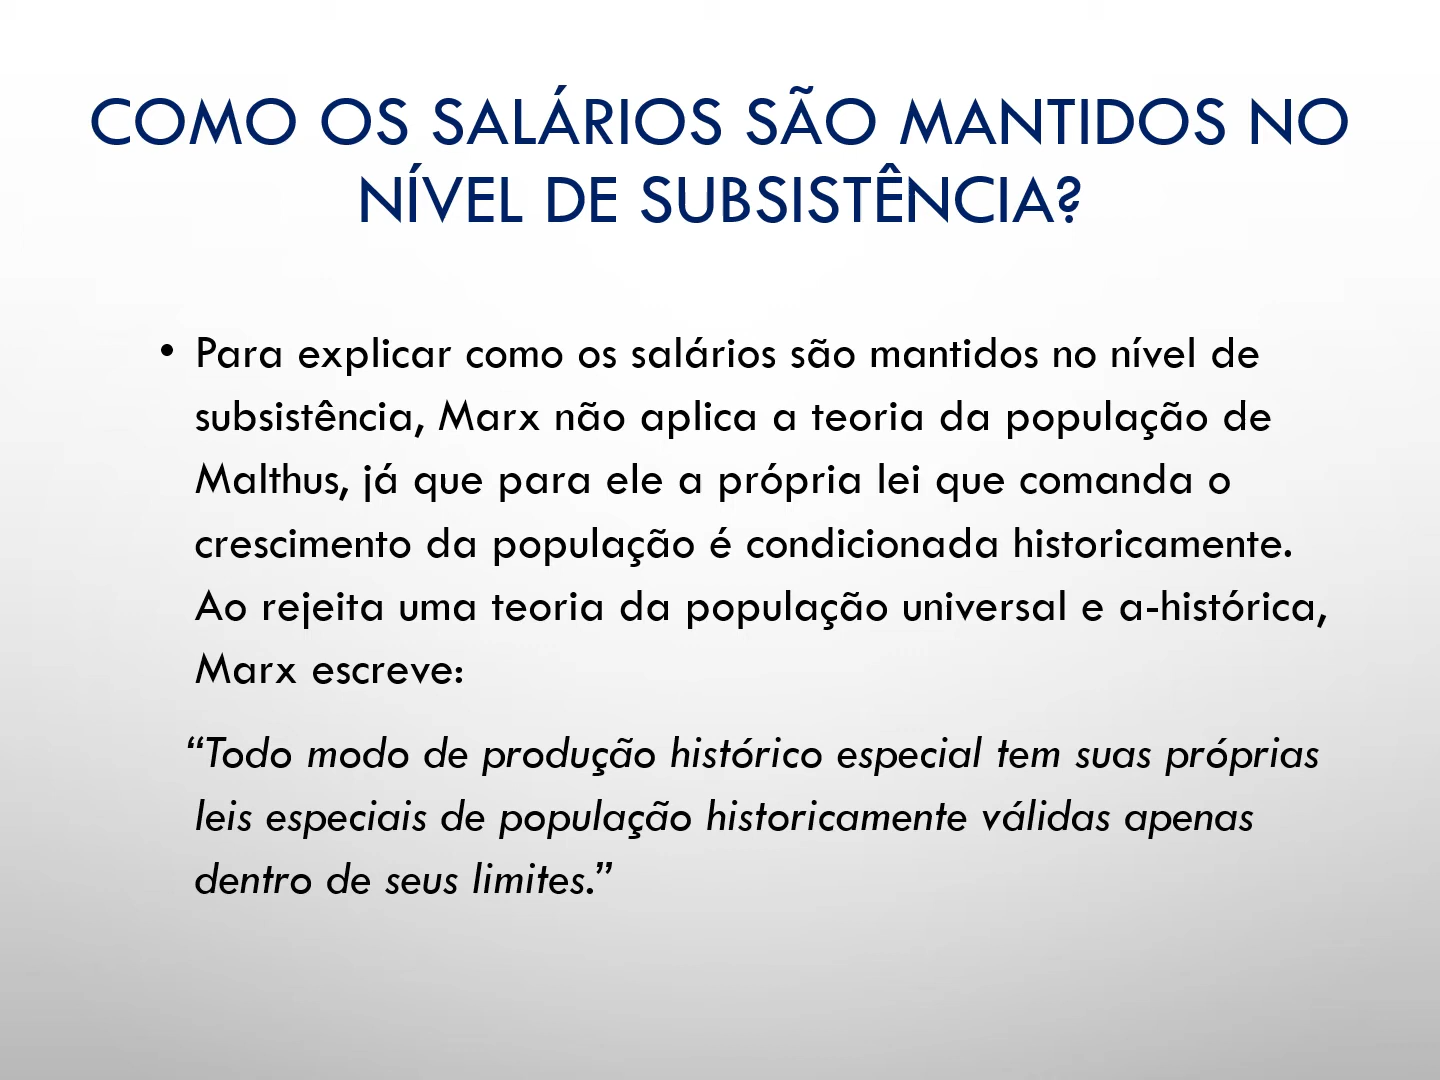 COMO OS SALÁRIOS SÃO MANTIDOS NO
NÍVEL DE SUBSISTÊNCIA?
• Para explicar como os salários são mantidos no nível de
subsistência, Marx não aplica a teoria da população de
Malthus, já que para ele a própria lei que comanda o
crescimento da população é condicionada historicamente.
Ao rejeita uma teoria da população universal e a-histórica,
Marx escreve:
“Todo modo de produção histórico especial tem suas próprias
leis especiais de população historicamente válidas apenas
dentro de seus limites.”